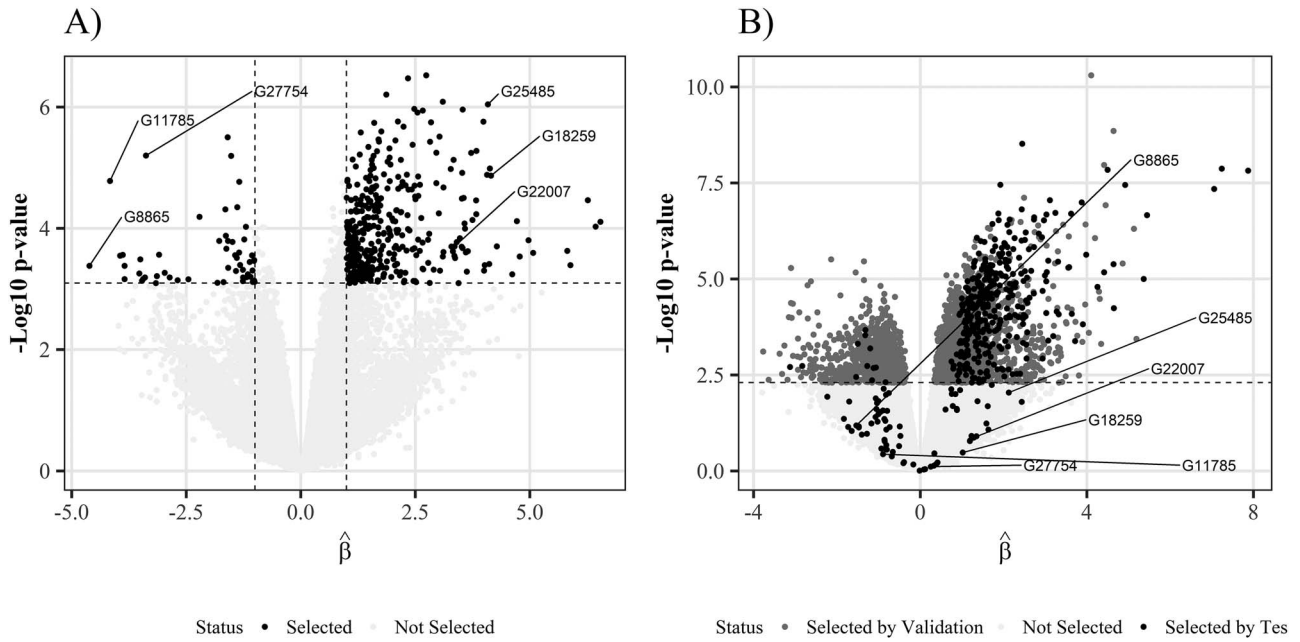 A)
-Log10 p-value
6
4
2
0
G27754
G11785
G8865
G25485
G18259
G22007
-5.0 -2.5 0.0 2.5 5.0
β̂
Status Selected Not Selected
B)
-Log10 p-value
10.0
7.5
5.0
2.5
0.0
G8865
G25485
G22007
G18259
G27754
G11785
-4 0 4 8
β̂
Status Selected by Validation Not Selected Selected by Tes